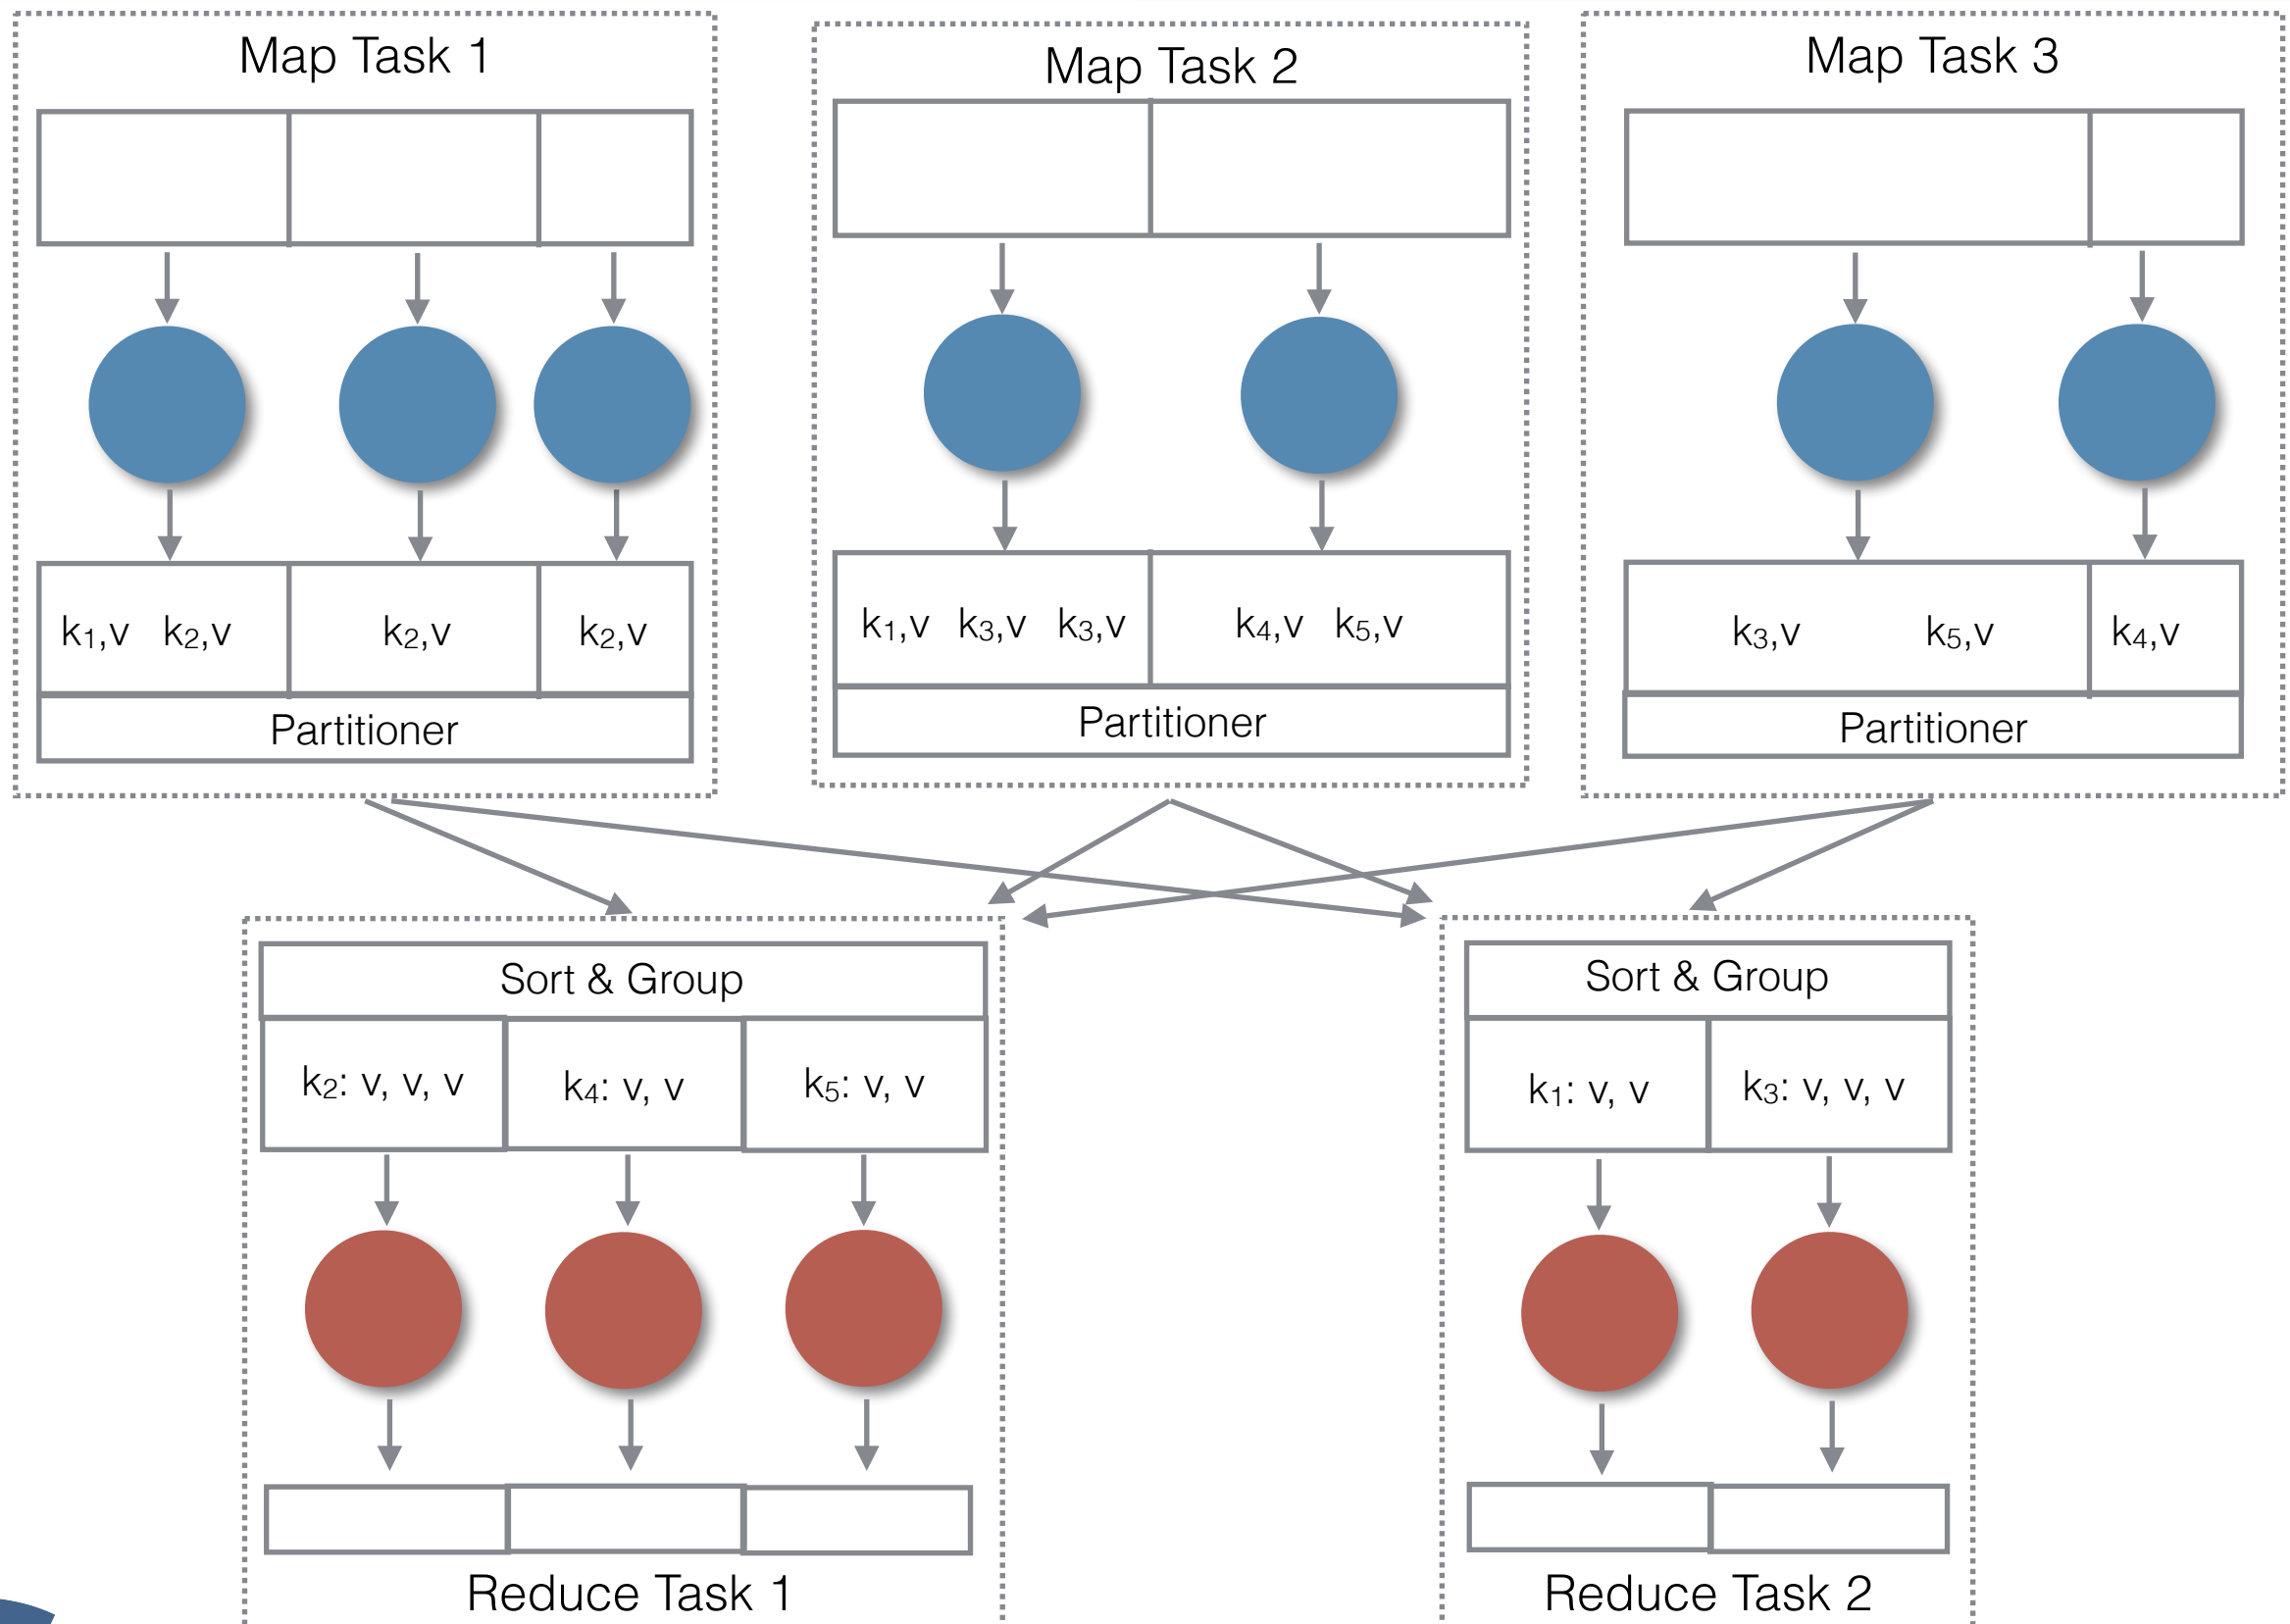 Map Task 1
k₁,v k₂,v
k₂,v
k₂,v
Partitioner
Map Task 2
k₁,v k₃,v k₃,v
k₄,v k₅,v
Partitioner
Map Task 3
k₃,v k₅,v
k₄,v
Partitioner
Sort & Group
k₂: v, v, v
k₄: v, v
k₅: v, v
Reduce Task 1
Sort & Group
k₁: v, v
k₃: v, v, v
Reduce Task 2